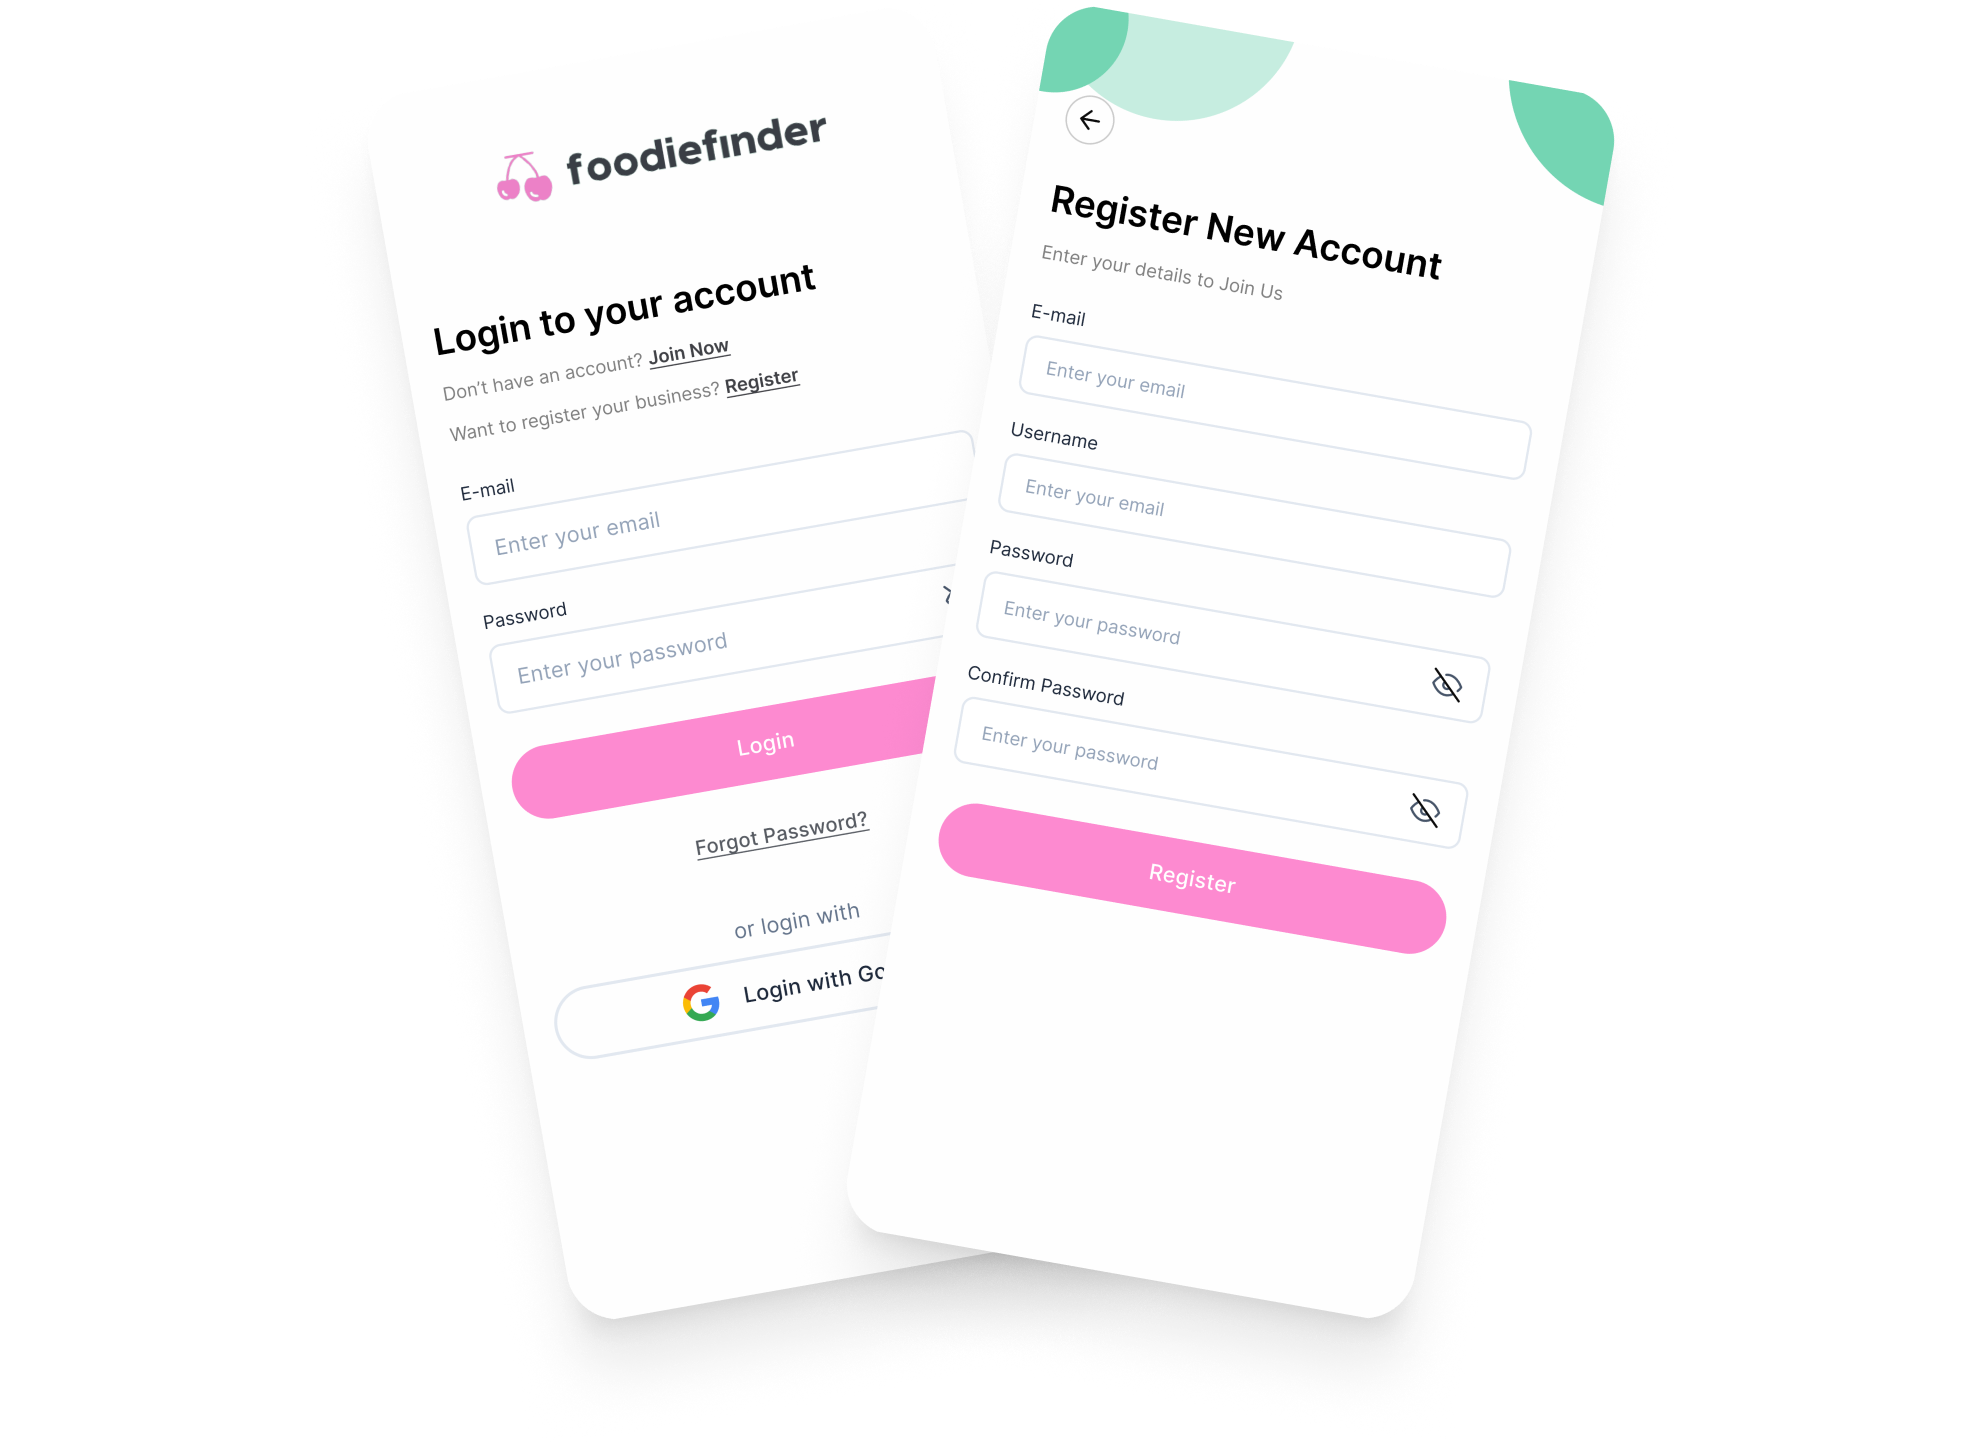 foodiefinder
Login to your account
Don't have an account? Join Now
Want to register your business? Register
E-mail
Enter your email
Password
Enter your password
Login
Forgot Password?
or login with
Login with Go
Register New Account
Enter your details to Join Us
E-mail
Enter your email
Username
Enter your email
Password
Enter your password
Confirm Password
Enter your password
Register